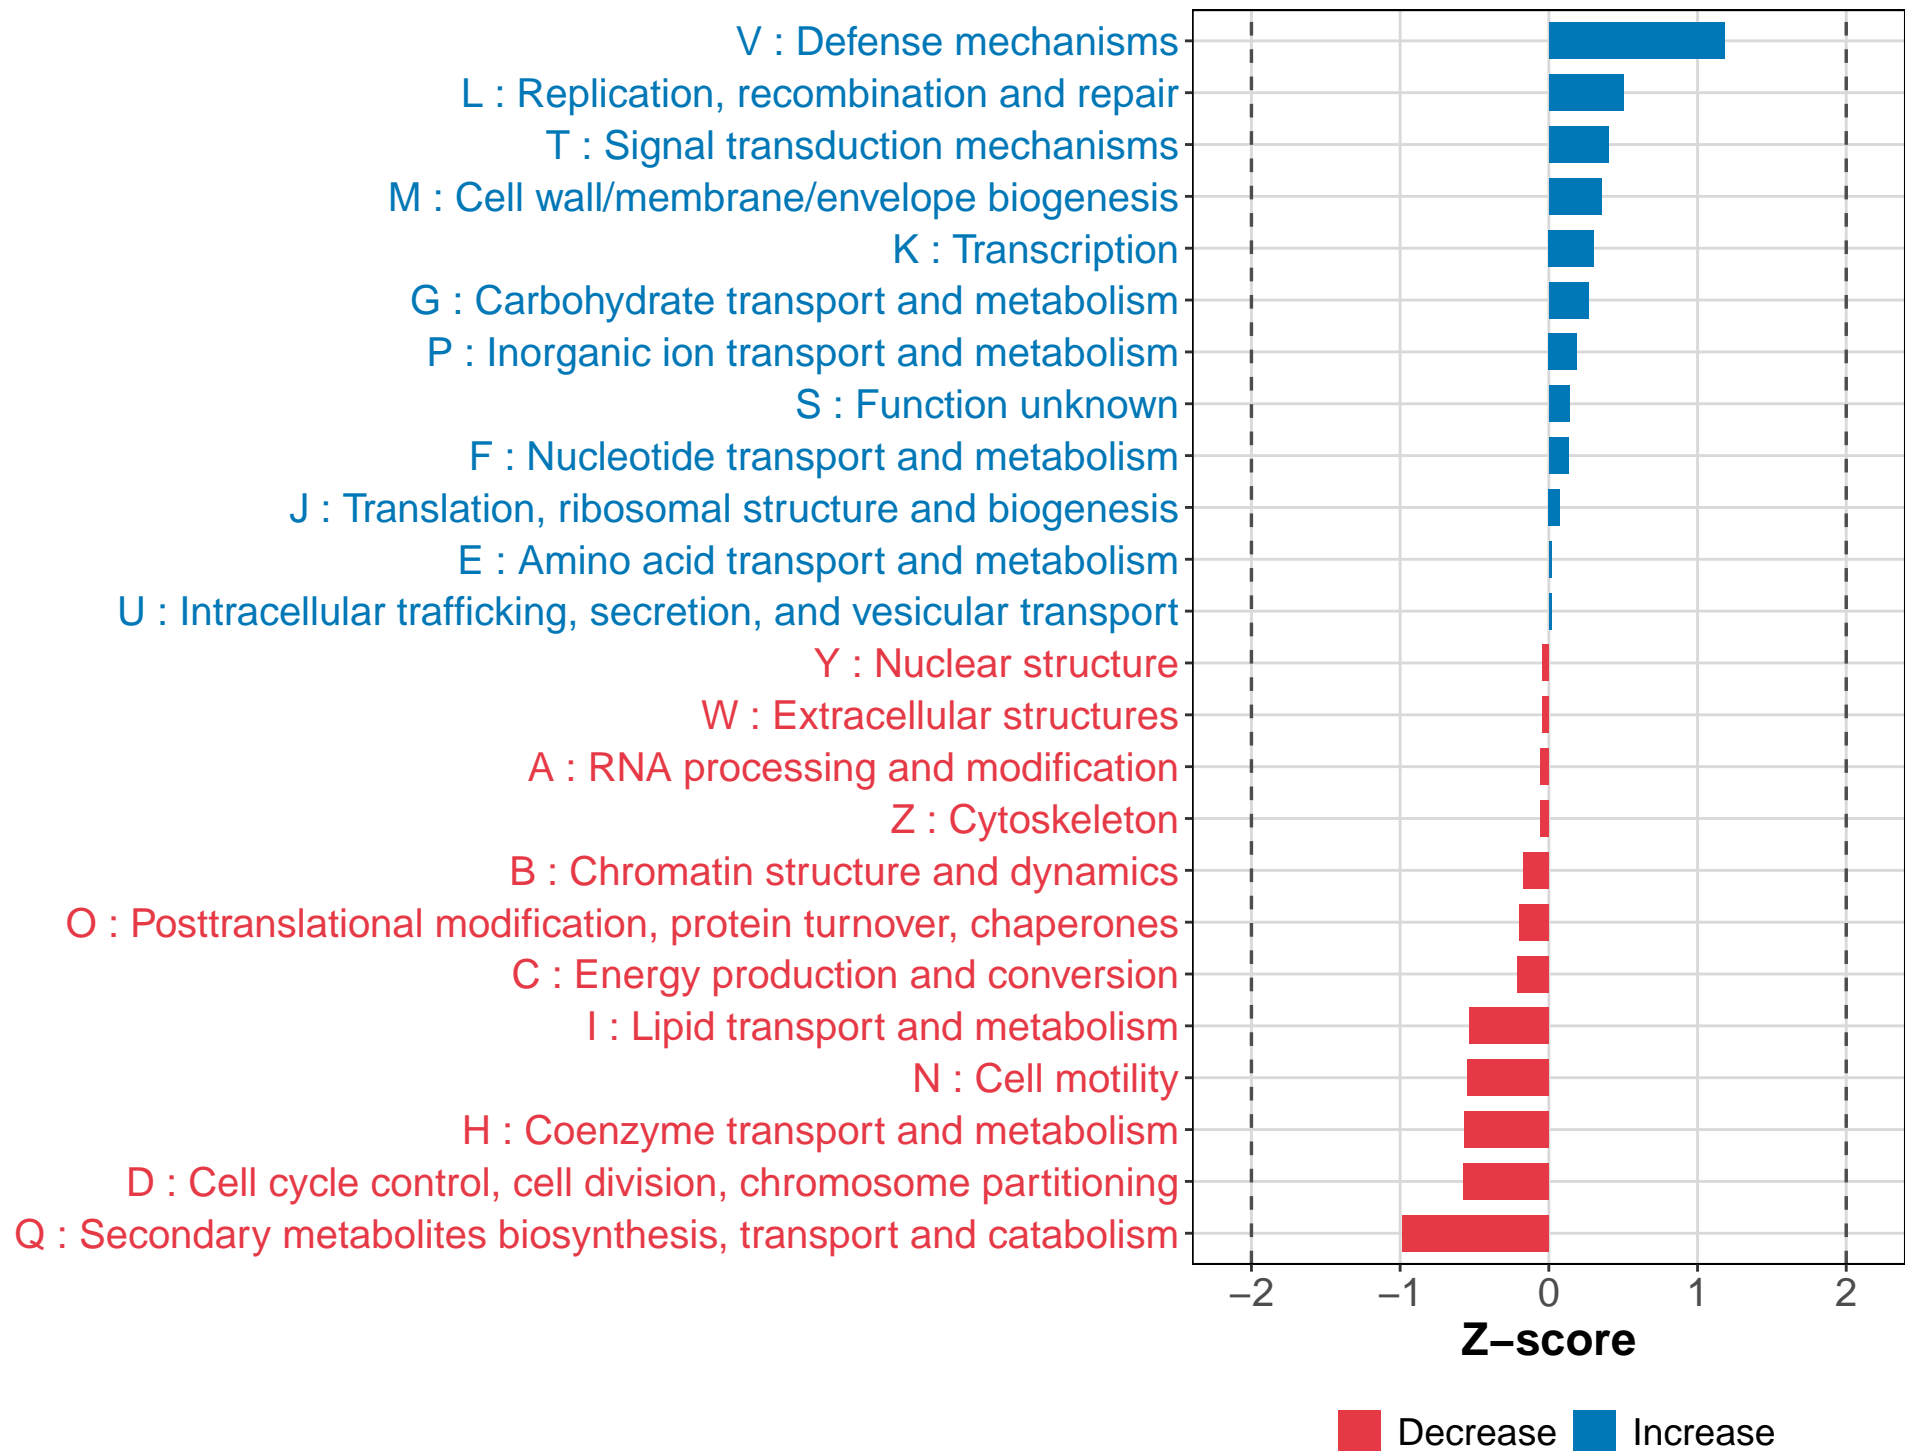 V : Defense mechanisms
L : Replication, recombination and repair
T : Signal transduction mechanisms
M : Cell wall/membrane/envelope biogenesis
K : Transcription
G : Carbohydrate transport and metabolism
P : Inorganic ion transport and metabolism
S : Function unknown
F : Nucleotide transport and metabolism
J : Translation, ribosomal structure and biogenesis
E : Amino acid transport and metabolism
U : Intracellular trafficking, secretion, and vesicular transport
Y : Nuclear structure
W : Extracellular structures
A : RNA processing and modification
Z : Cytoskeleton
B : Chromatin structure and dynamics
O : Posttranslational modification, protein turnover, chaperones
C : Energy production and conversion
I : Lipid transport and metabolism
N : Cell motility
H : Coenzyme transport and metabolism
D : Cell cycle control, cell division, chromosome partitioning
Q : Secondary metabolites biosynthesis, transport and catabolism
−2 −1 0 1 2
Z−score
Decrease Increase